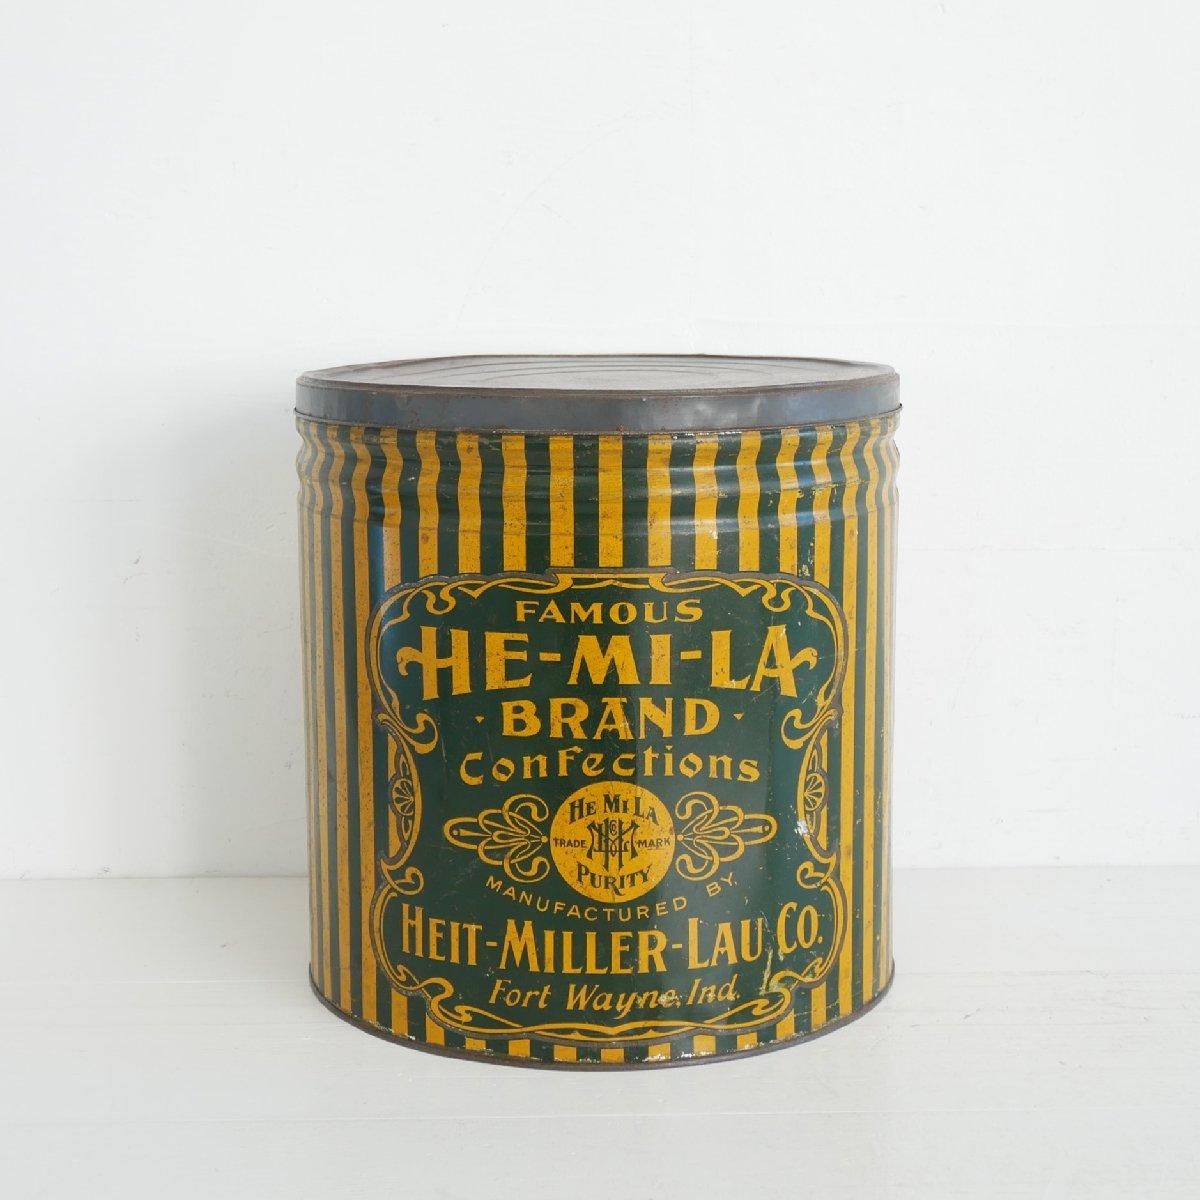 FAMOUS
HE-MI-LA
·BRAND·
Confections
HE MI LA
TRADE MARK
PURITY
MANUFACTURED BY
HEIT-MILLER-LAU CO.
Fort Wayne, Ind.